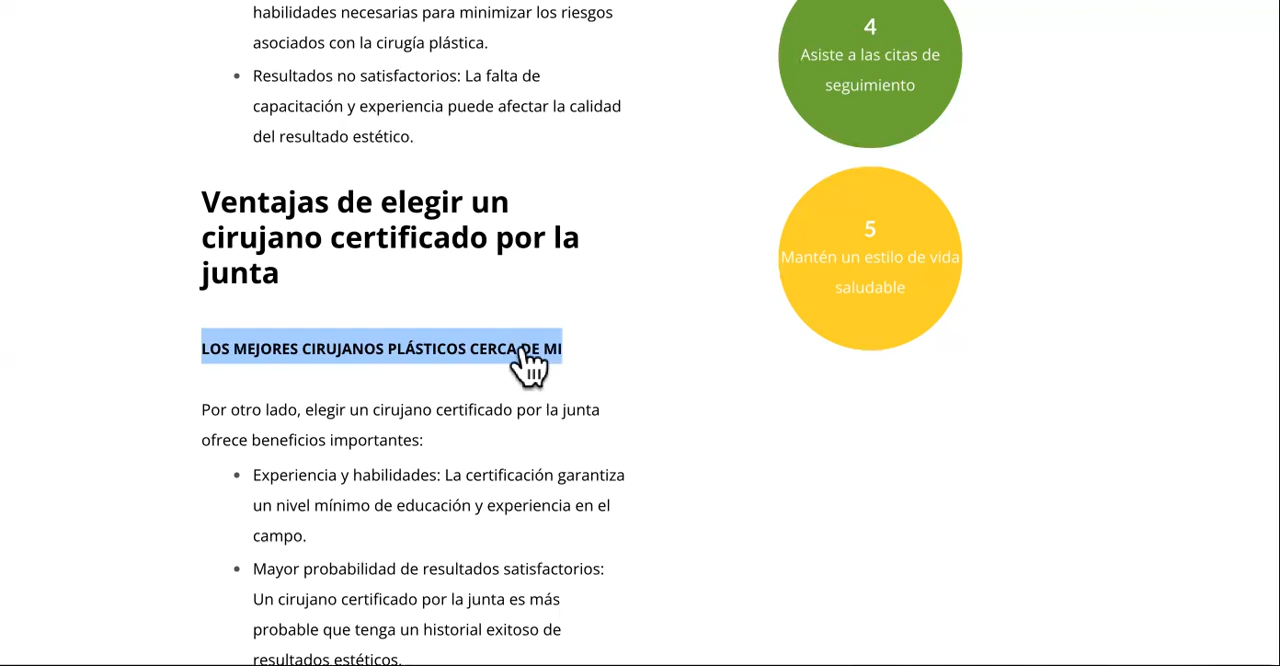 habilidades necesarias para minimizar los riesgos
asociados con la cirugía plástica.
• Resultados no satisfactorios: La falta de
capacitación y experiencia puede afectar la calidad
del resultado estético.
Ventajas de elegir un
cirujano certificado por la
junta
LOS MEJORES CIRUJANOS PLÁSTICOS CERCA DE MI
Por otro lado, elegir un cirujano certificado por la junta
ofrece beneficios importantes:
• Experiencia y habilidades: La certificación garantiza
un nivel mínimo de educación y experiencia en el
campo.
• Mayor probabilidad de resultados satisfactorios:
Un cirujano certificado por la junta es más
probable que tenga un historial exitoso de
resultados estéticos.
4
Asiste a las citas de
seguimiento
5
Mantén un estilo de vida
saludable